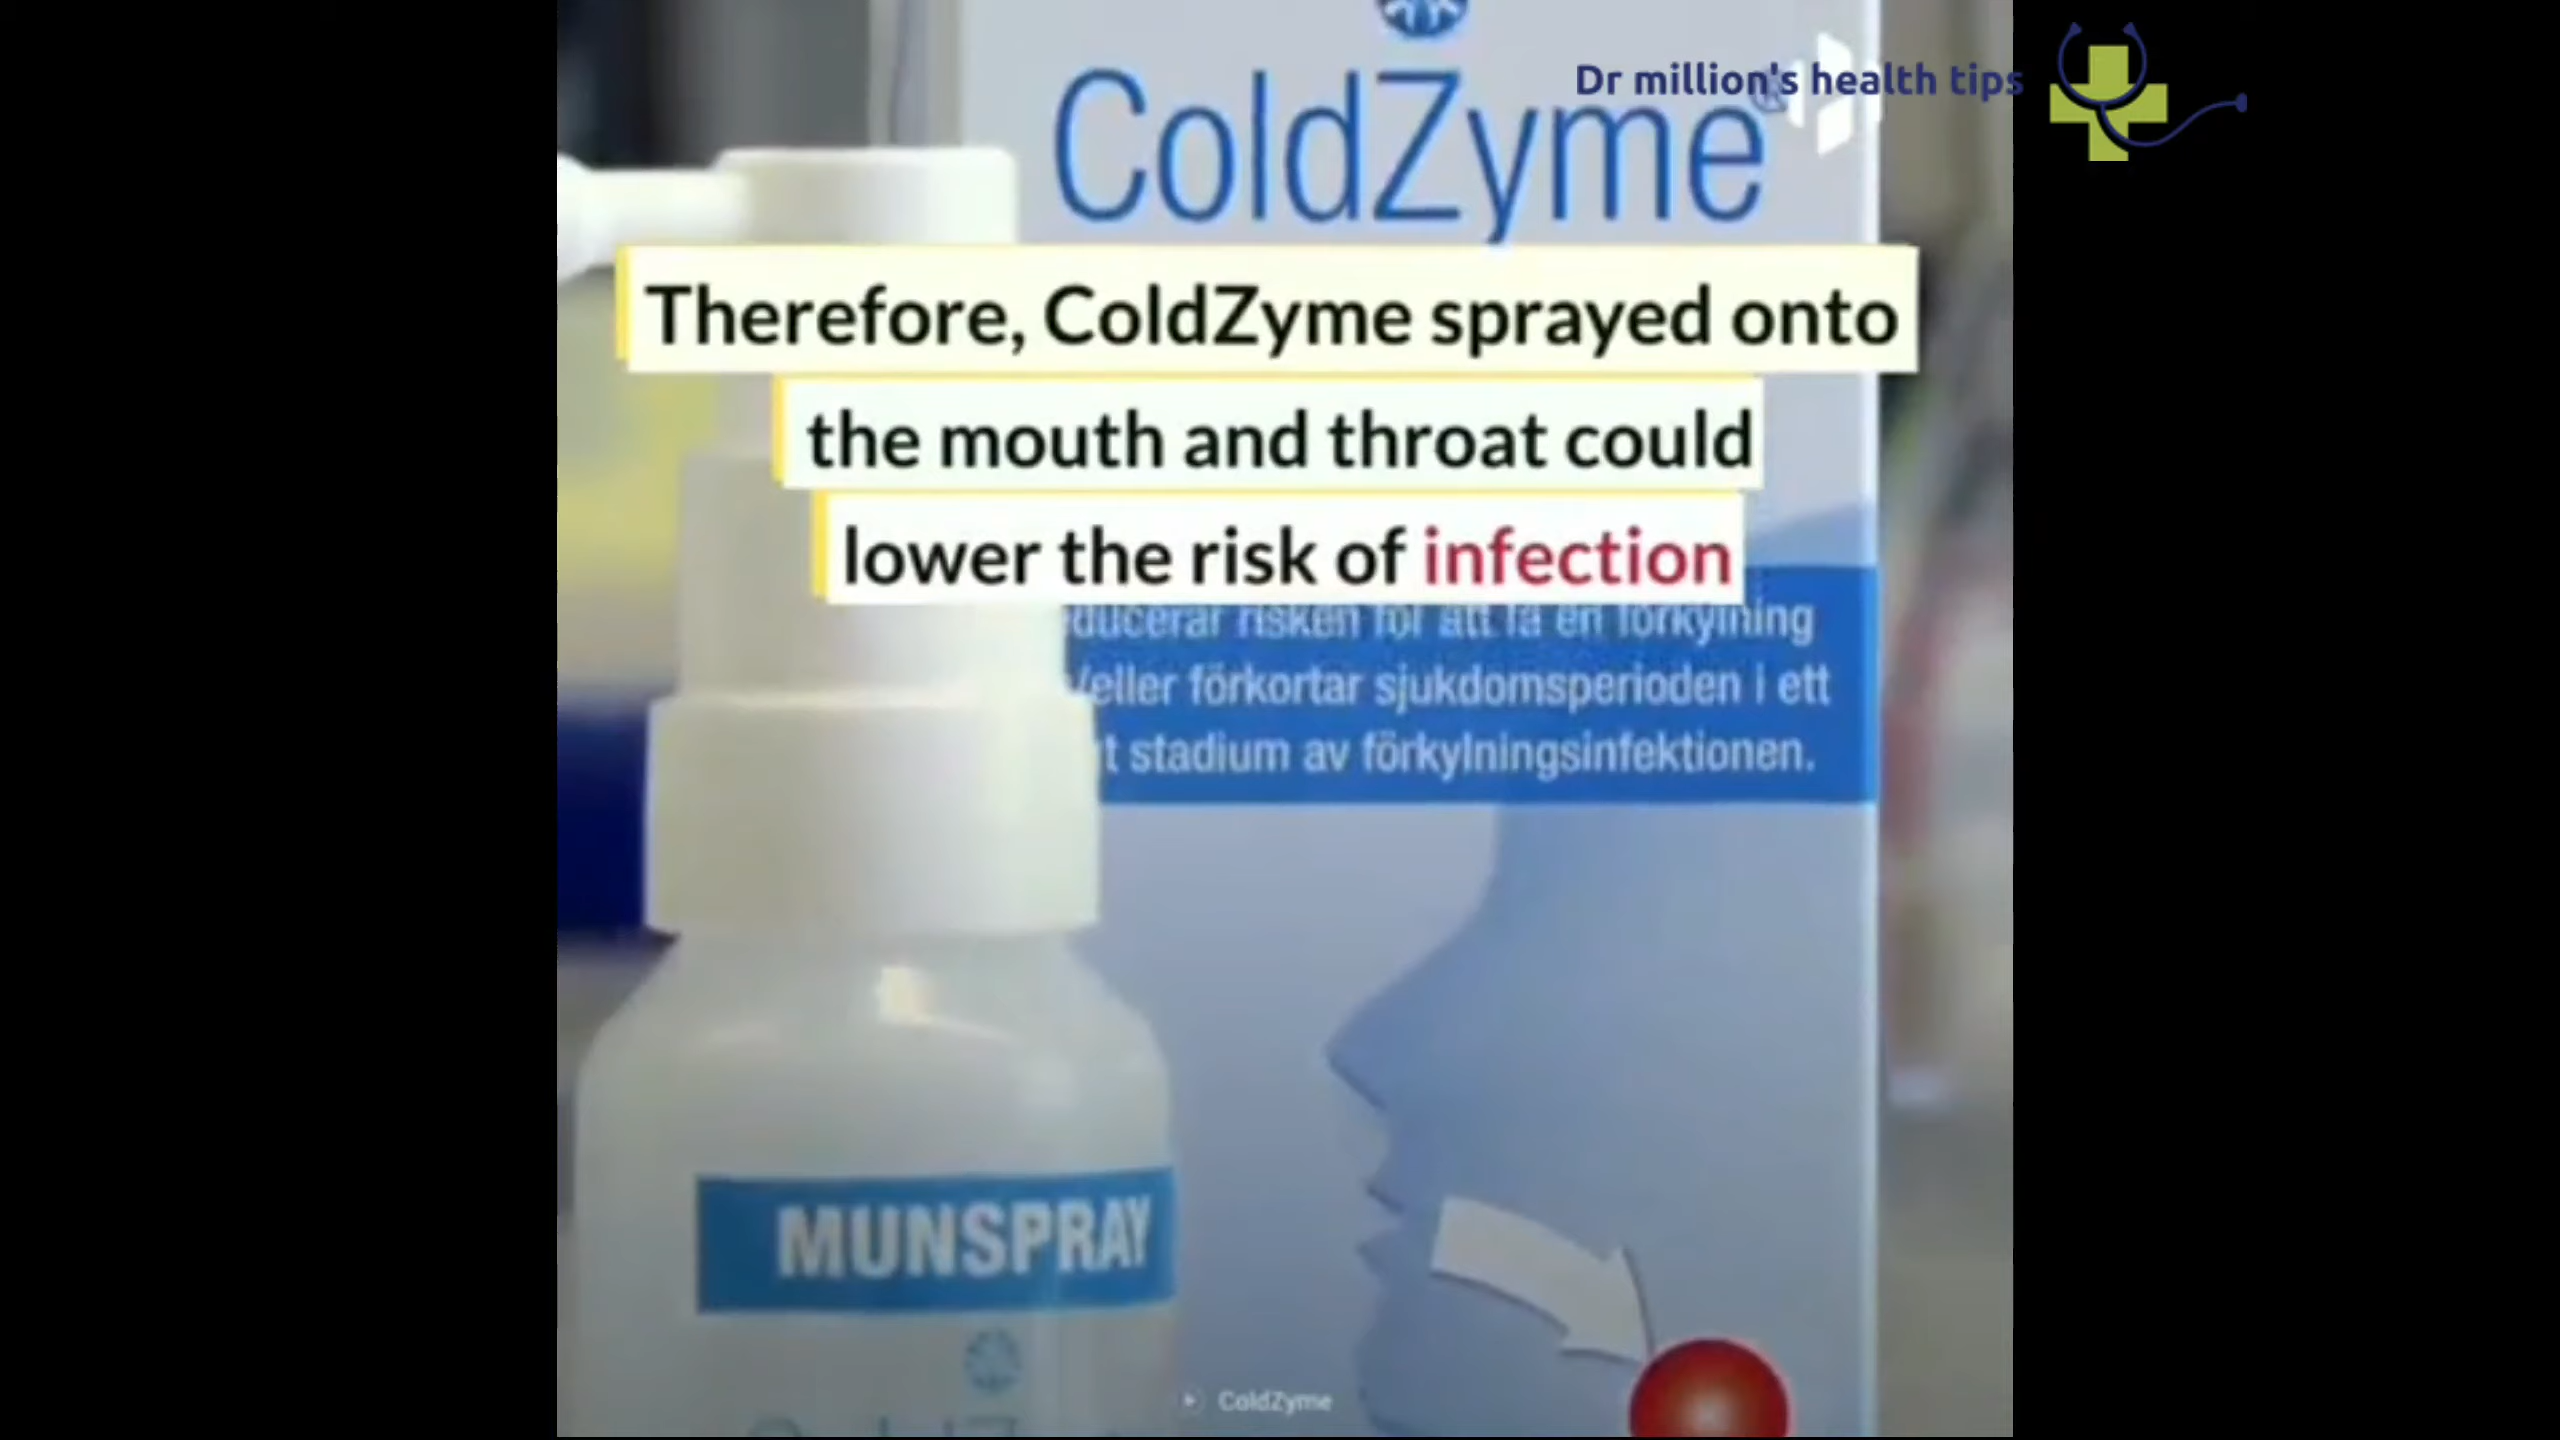 ColdZyme
Dr million's health tips
Therefore, ColdZyme sprayed onto
the mouth and throat could
lower the risk of infection
risken för att få en förkylning
/eller förkortar sjukdomsperioden i ett
stadium av förkylningsinfektionen.
MUNSPRAY
ColdZyme